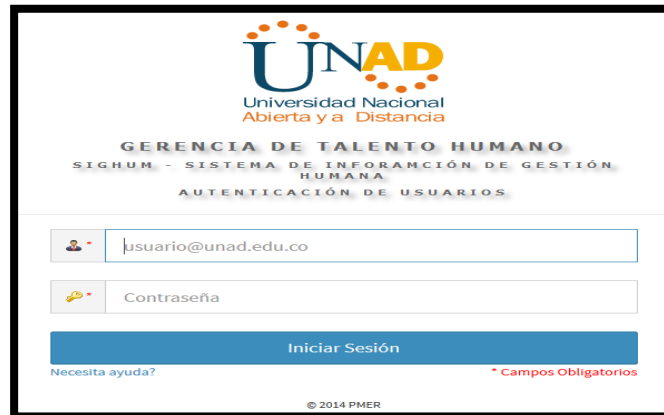 UNAD
Universidad Nacional
Abierta y a Distancia
GERENCIA DE TALENTO HUMANO
SIGHUM - SISTEMA DE INFORAMCIÓN DE GESTIÓN
HUMANA
AUTENTICACIÓN DE USUARIOS
* usuario@unad.edu.co
* Contraseña
Iniciar Sesión
Necesita ayuda? * Campos Obligatorios
© 2014 PMER